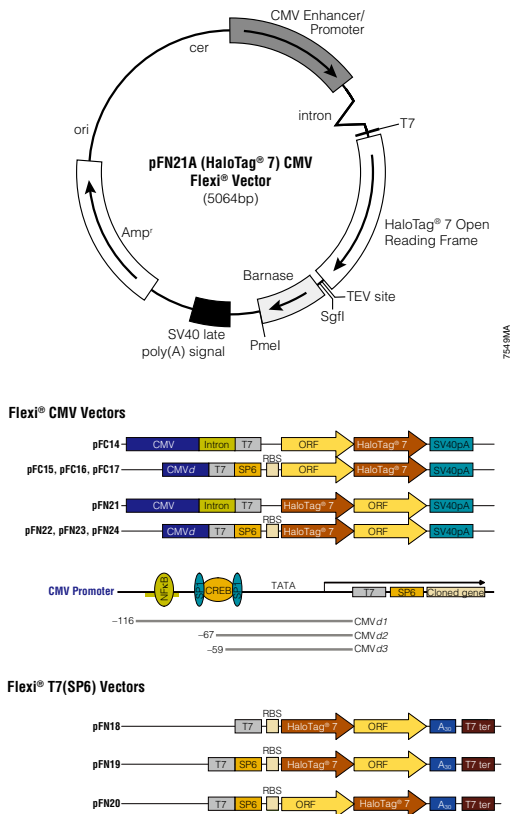 CMV Enhancer/
Promoter
cer
intron
T7
ori
pFN21A (HaloTag® 7) CMV
Flexi® Vector
(5064bp)
HaloTag® 7 Open
Reading Frame
Ampʳ
Barnase
TEV site
SgfI
SV40 late
poly(A) signal
PmeI
7549MA
Flexi® CMV Vectors
pFC14 CMV Intron T7 ORF HaloTag® 7 SV40pA
RBS
pFC15, pFC16, pFC17 CMVd T7 SP6 ORF HaloTag® 7 SV40pA
pFN21 CMV Intron T7 HaloTag® 7 ORF SV40pA
RBS
pFN22, pFN23, pFN24 CMVd T7 SP6 HaloTag® 7 ORF SV40pA
CMV Promoter NFκB SP1 CREB SP1 TATA T7 SP6 Cloned gene
–116 CMVd1
–67 CMVd2
–59 CMVd3
Flexi® T7(SP6) Vectors
RBS
pFN18 T7 HaloTag® 7 ORF A₃₀ T7 ter
RBS
pFN19 T7 SP6 HaloTag® 7 ORF A₃₀ T7 ter
RBS
pFN20 T7 SP6 ORF HaloTag® 7 A₃₀ T7 ter